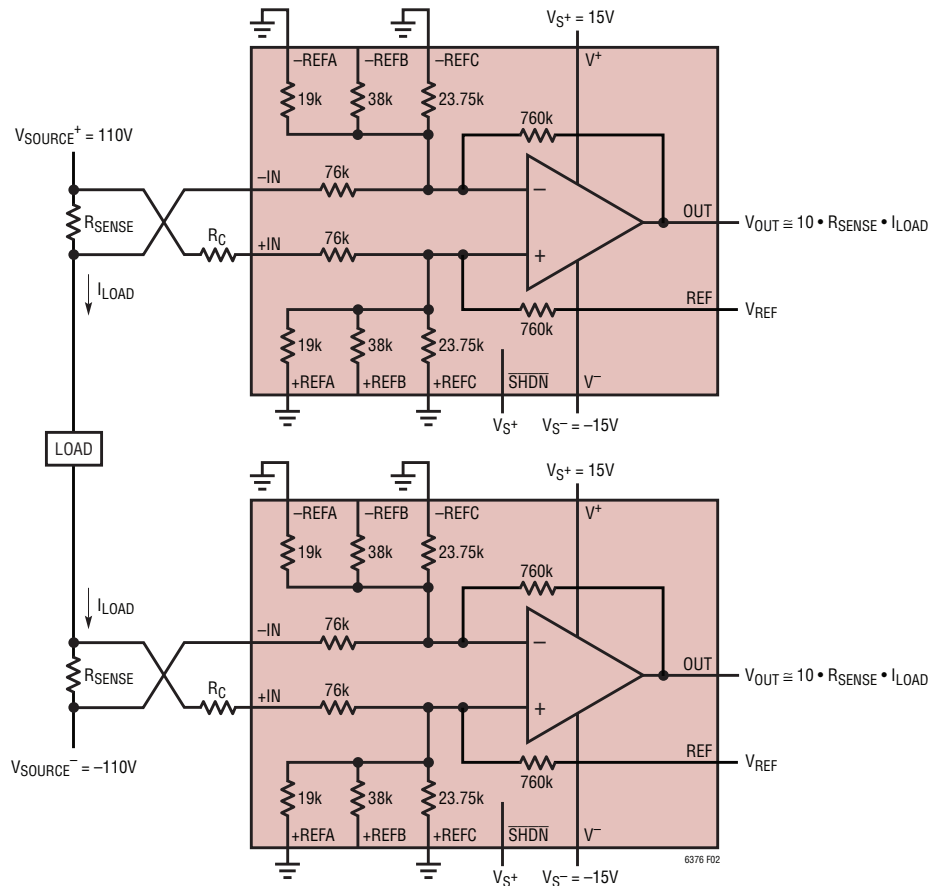 VS+ = 15V
–REFA –REFB –REFC V+
19k 38k 23.75k
760k
VSOURCE+ = 110V
–IN 76k –
RSENSE
OUT VOUT ≅ 10 • RSENSE • ILOAD
RC +IN 76k +
ILOAD
REF VREF
760k
19k 38k 23.75k
+REFA +REFB +REFC SHDN V–
VS+ VS– = –15V
LOAD
VS+ = 15V
–REFA –REFB –REFC V+
19k 38k 23.75k
760k
ILOAD
–IN 76k –
RSENSE
OUT VOUT ≅ 10 • RSENSE • ILOAD
RC +IN 76k +
REF VREF
VSOURCE– = –110V
760k
19k 38k 23.75k
+REFA +REFB +REFC SHDN V–
6376 F02
VS+ VS– = –15V